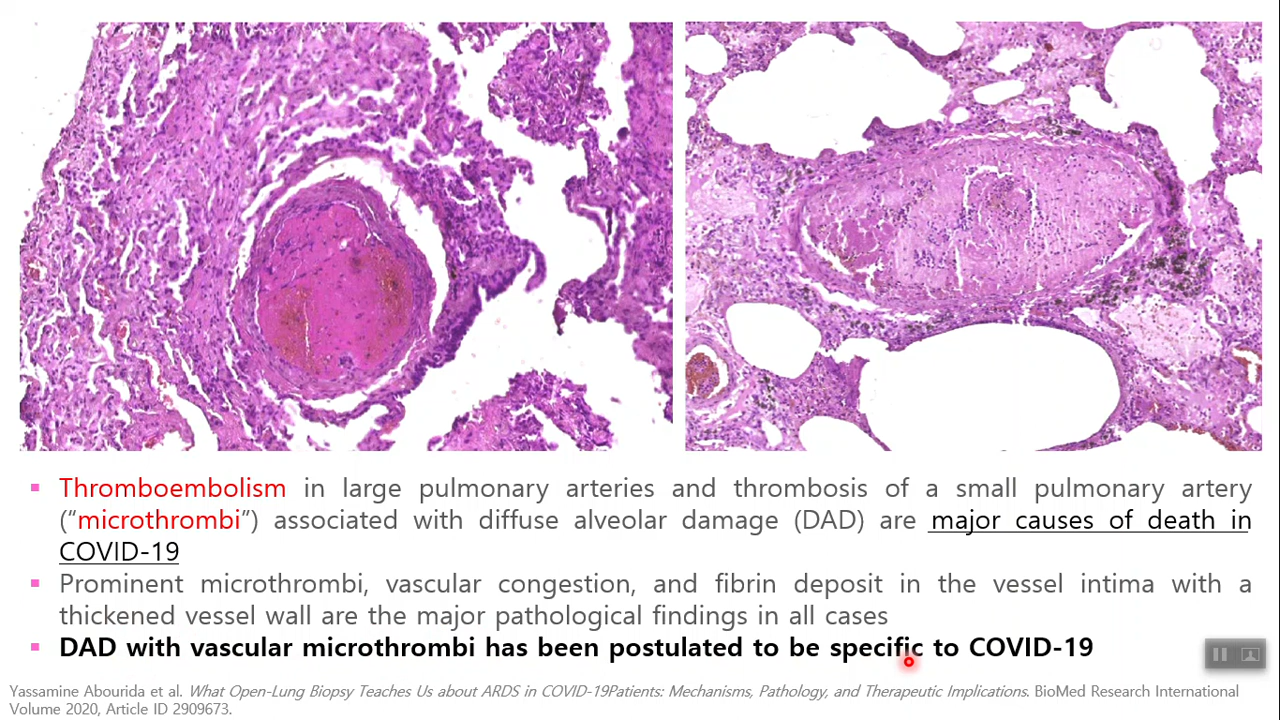 ▪ Thromboembolism in large pulmonary arteries and thrombosis of a small pulmonary artery
(“microthrombi”) associated with diffuse alveolar damage (DAD) are major causes of death in
COVID-19
▪ Prominent microthrombi, vascular congestion, and fibrin deposit in the vessel intima with a
thickened vessel wall are the major pathological findings in all cases
▪ DAD with vascular microthrombi has been postulated to be specific to COVID-19
Yassamine Abourida et al. What Open-Lung Biopsy Teaches Us about ARDS in COVID-19Patients: Mechanisms, Pathology, and Therapeutic Implications. BioMed Research International
Volume 2020, Article ID 2909673.